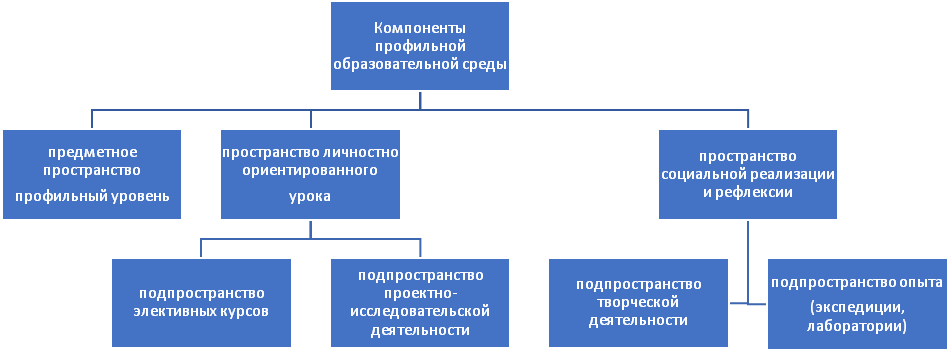 Компоненты
профильной
образовательной среды
предметное
пространство
профильный уровень
пространство личностно
ориентированного
урока
пространство
социальной реализации
и рефлексии
подпространство
элективных курсов
подпространство
проектно-
исследовательской
деятельности
подпространство
творческой
деятельности
подпространство опыта
(экспедиции,
лаборатории)